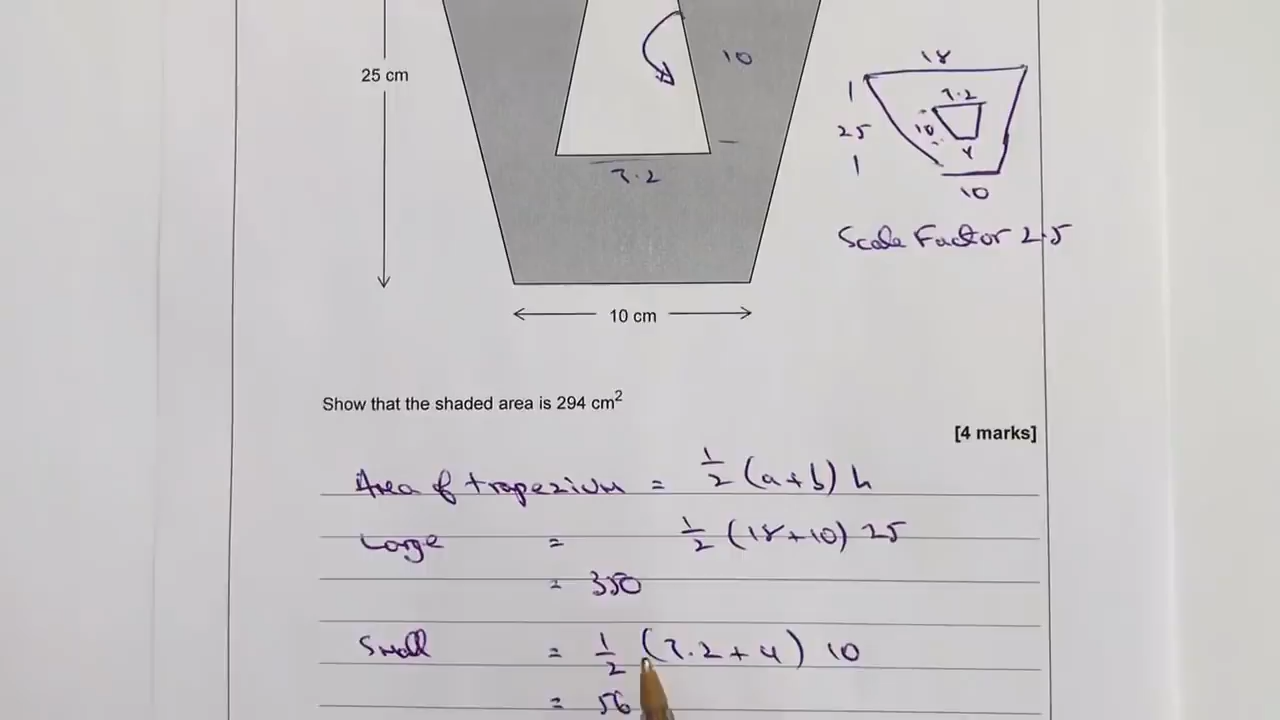 25 cm
10
7.2
10 cm
18
1
7.2
25
10
4
1
10
Scale Factor 2.5
Show that the shaded area is 294 cm²
[4 marks]
Area of trapezium = 1/2 (a+b) h
Large = 1/2 (18+10) 25
= 350
Small = 1/2 (7.2+4) 10
= 56